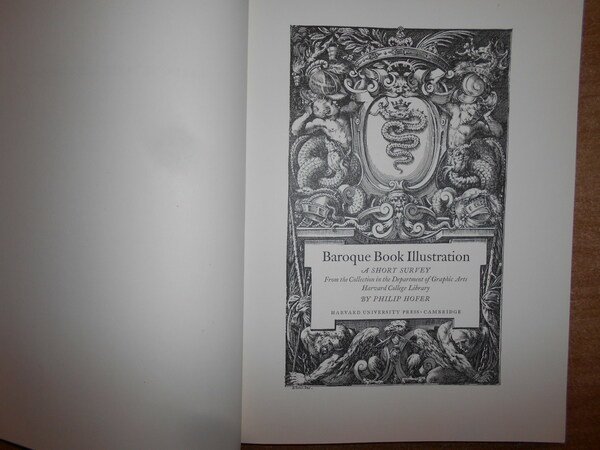 Baroque Book Illustration
A SHORT SURVEY
From the Collection in the Department of Graphic Arts
Harvard College Library
BY PHILIP HOFER
HARVARD UNIVERSITY PRESS · CAMBRIDGE